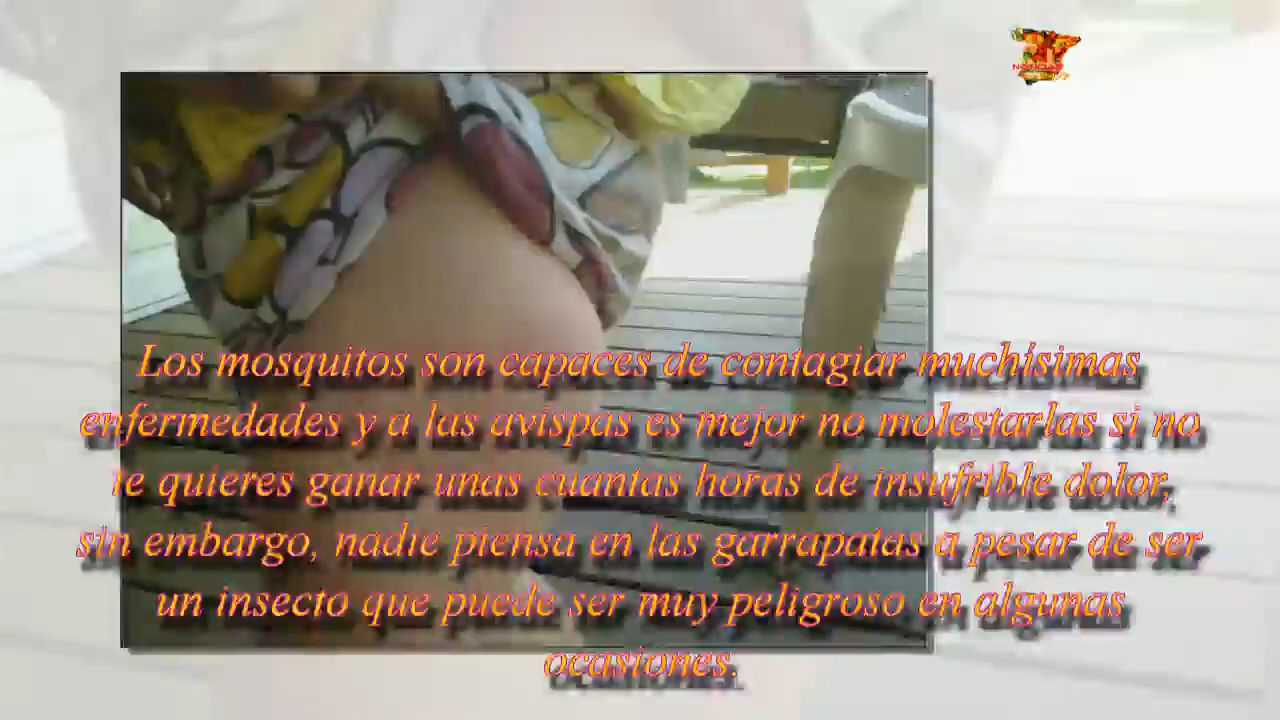 NOTICIAS
Los mosquitos son capaces de contagiar muchísimas
enfermedades y a las avispas es mejor no molestarlas si no
te quieres ganar unas cuantas horas de insufrible dolor,
sin embargo, nadie piensa en las garrapatas a pesar de ser
un insecto que puede ser muy peligroso en algunas
ocasiones.